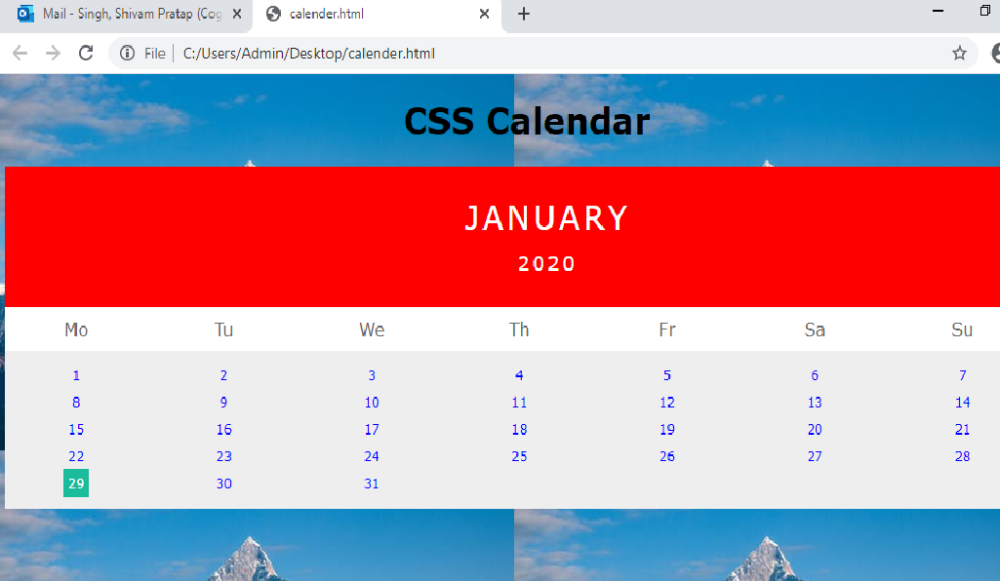 Mail - Singh, Shivam Pratap (Cog
calender.html
File C:/Users/Admin/Desktop/calender.html
CSS Calendar
JANUARY
2020
Mo Tu We Th Fr Sa Su
1 2 3 4 5 6 7
8 9 10 11 12 13 14
15 16 17 18 19 20 21
22 23 24 25 26 27 28
29 30 31